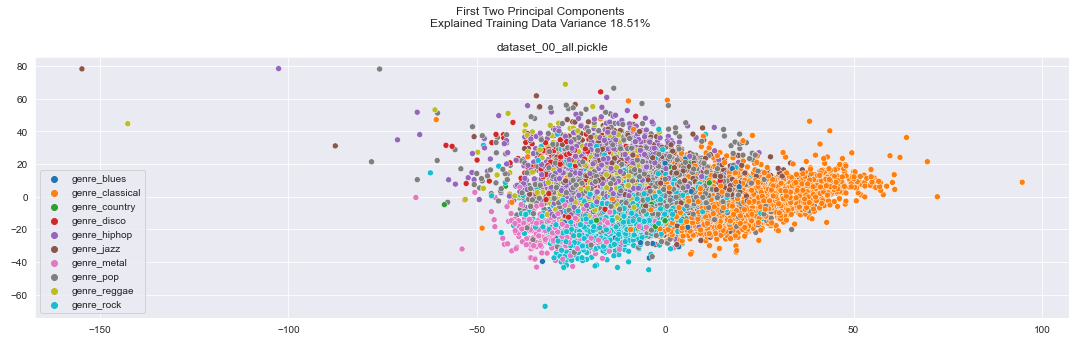 First Two Principal Components
Explained Training Data Variance 18.51%
dataset_00_all.pickle
80
60
40
20
0
−20
−40
−60
genre_blues
genre_classical
genre_country
genre_disco
genre_hiphop
genre_jazz
genre_metal
genre_pop
genre_reggae
genre_rock
−150 −100 −50 0 50 100